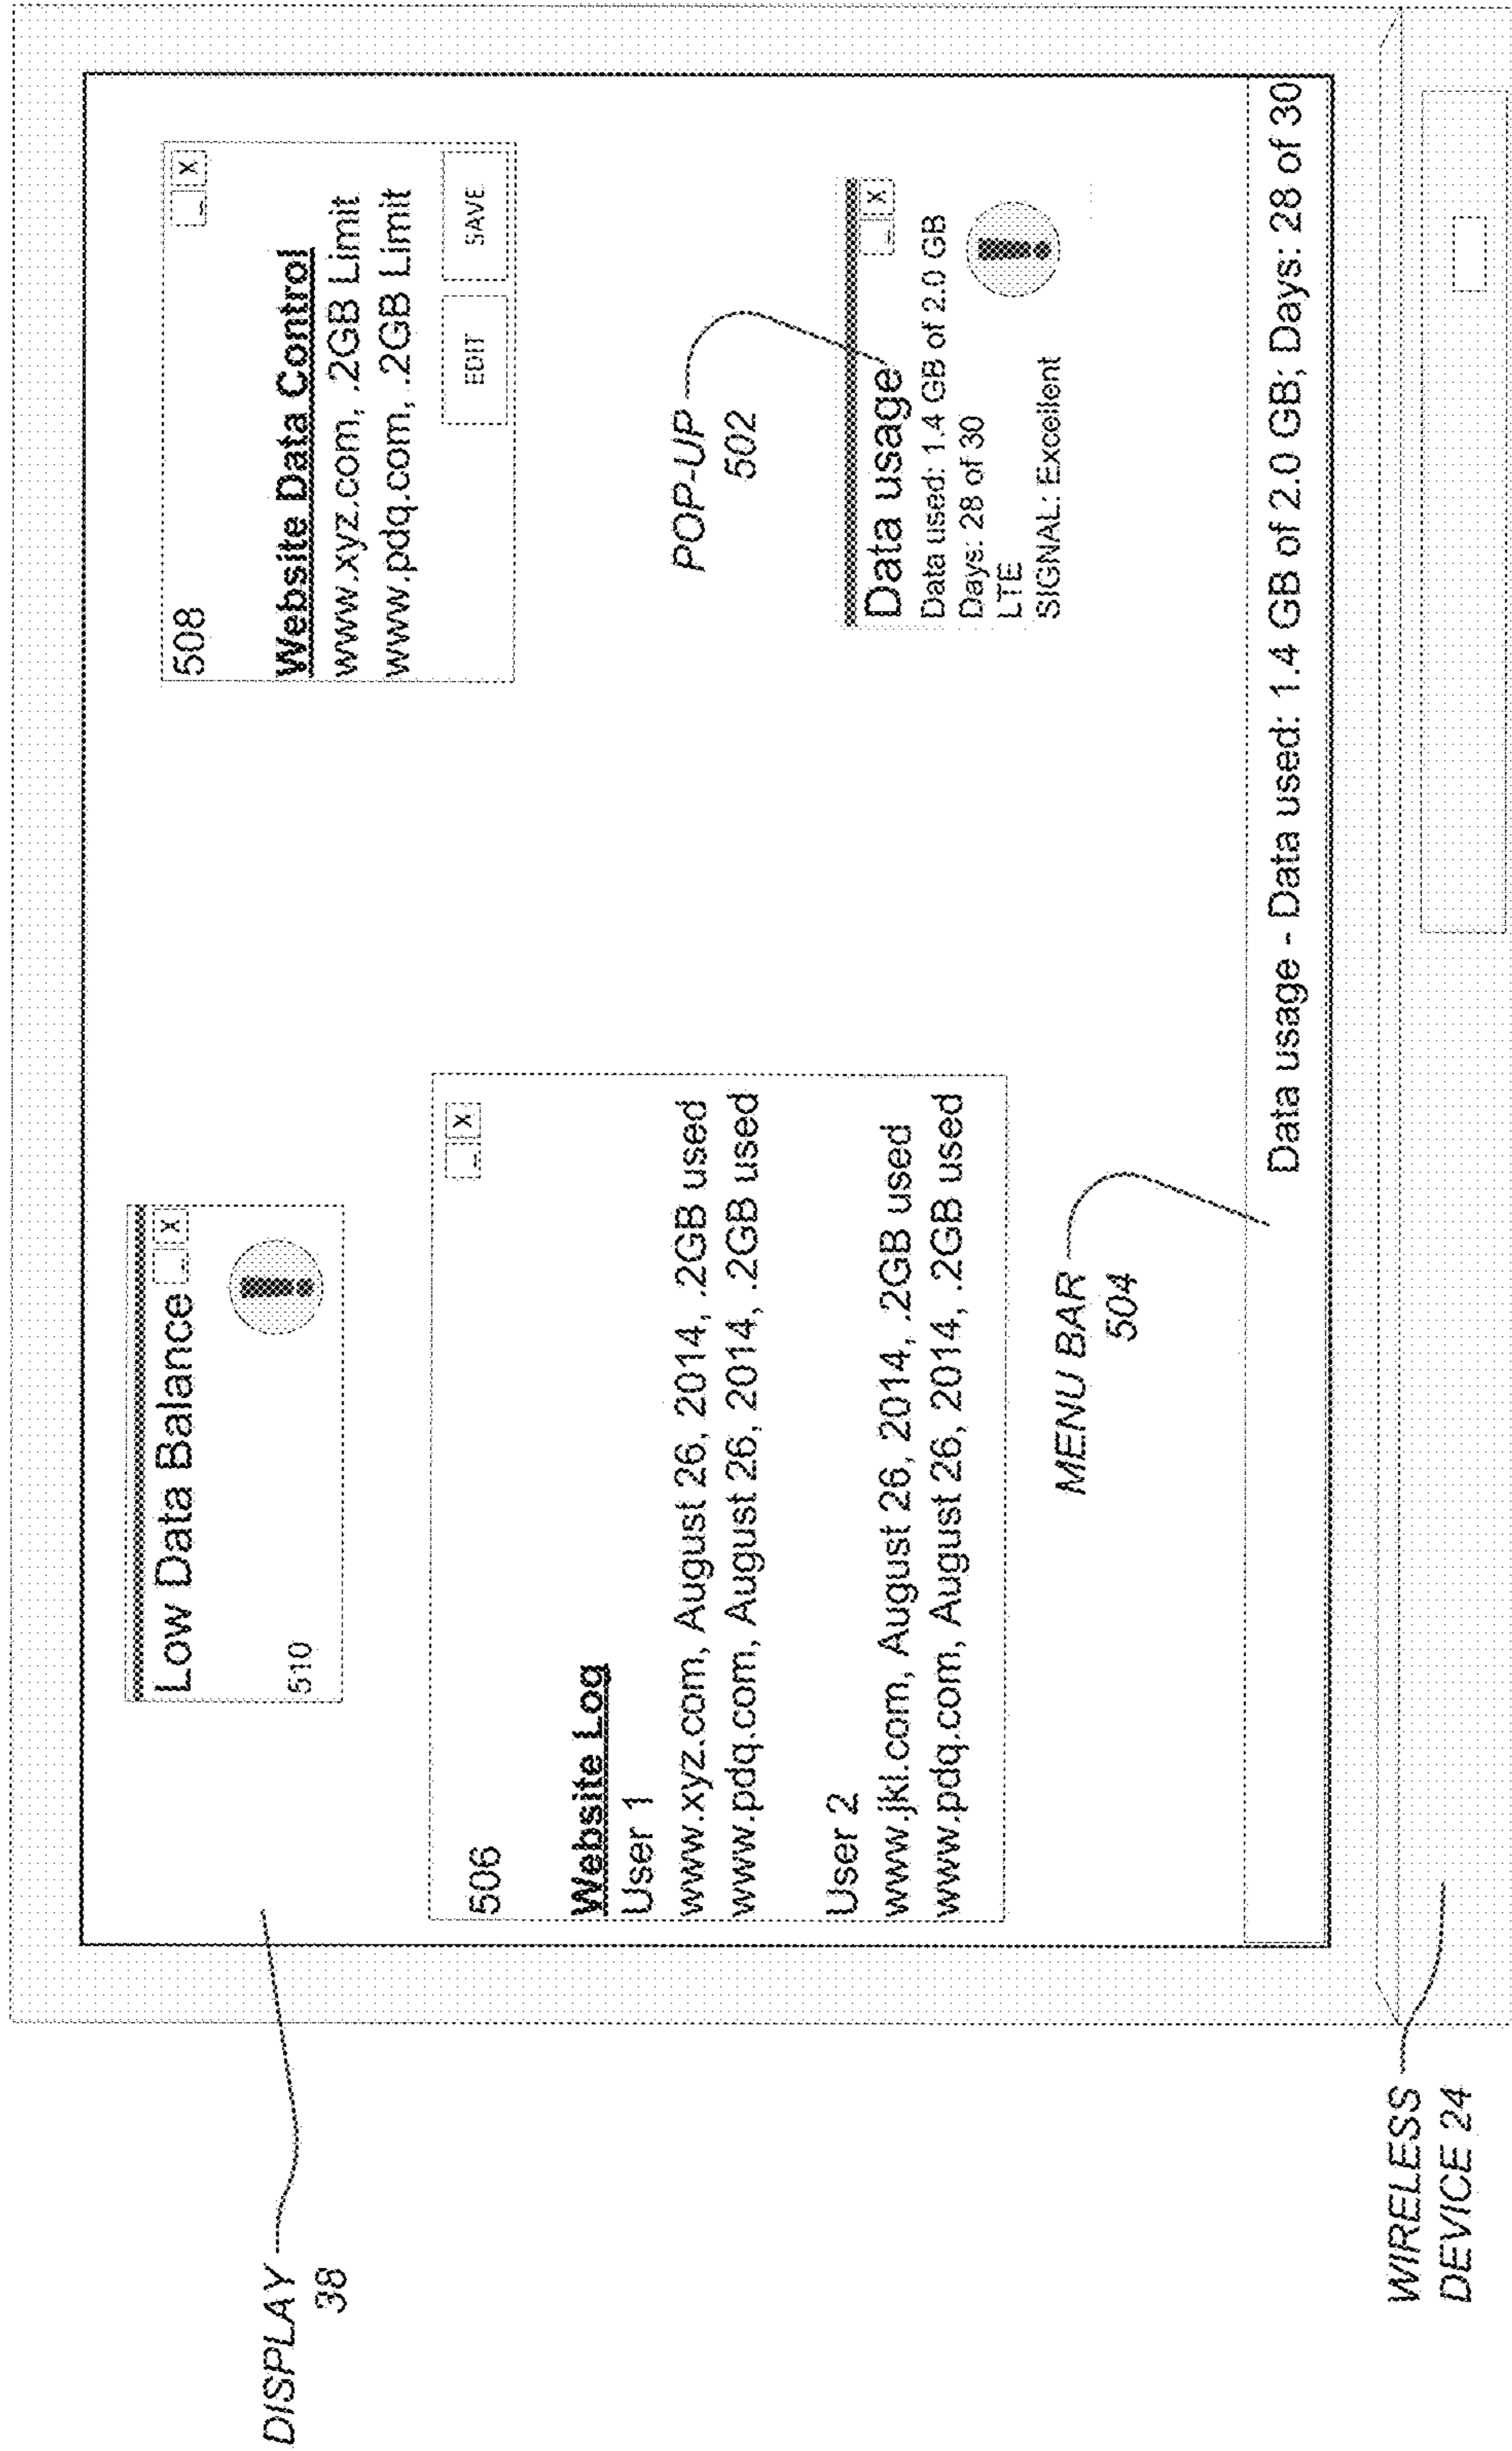 DISPLAY
38
Low Data Balance
_ X
510
508
_ X
Website Data Control
www.xyz.com, .2GB Limit
www.pdq.com, .2GB Limit
EDIT
SAVE
506
_ X
Website Log
User 1
www.xyz.com, August 26, 2014, .2GB used
www.pdq.com, August 26, 2014, .2GB used
User 2
www.jkl.com, August 26, 2014, .2GB used
www.pdq.com, August 26, 2014, .2GB used
POP-UP
502
_ X
Data usage
Data used: 1.4 GB of 2.0 GB
Days: 28 of 30
LTE
SIGNAL: Excellent
!
MENU BAR
504
Data usage - Data used: 1.4 GB of 2.0 GB; Days: 28 of 30
WIRELESS
DEVICE 24